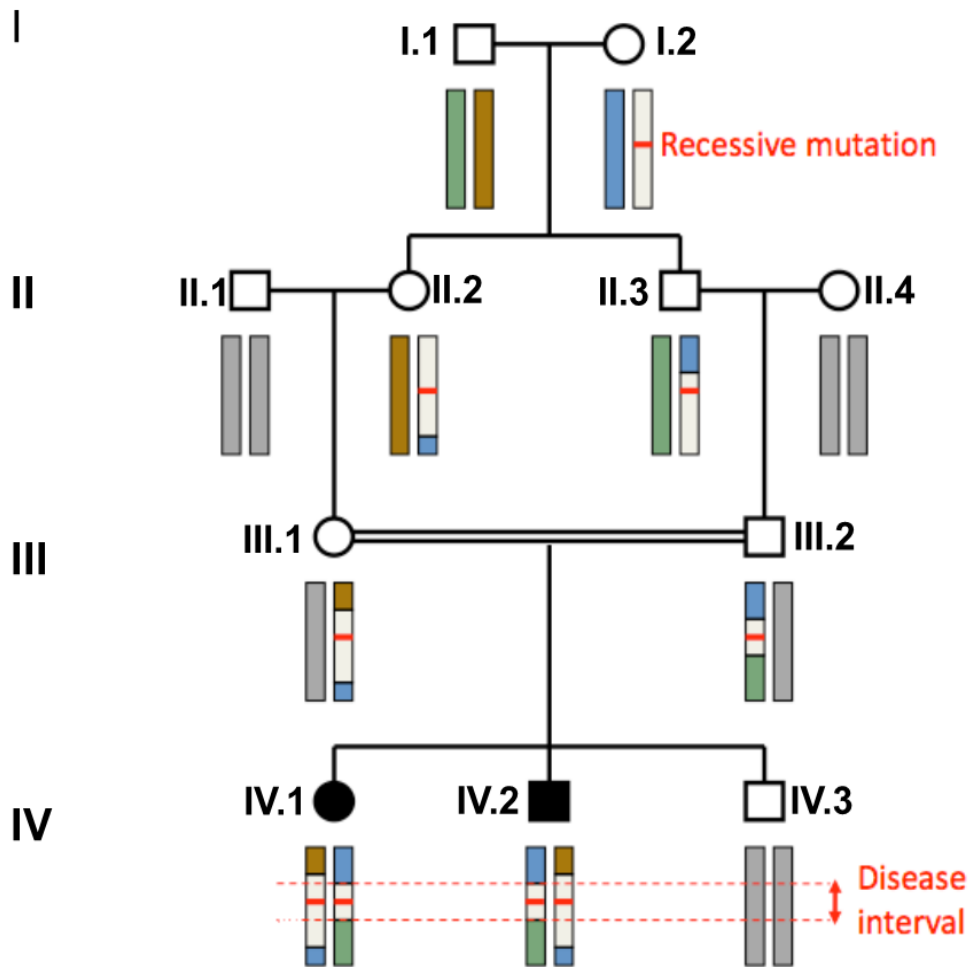 I
I.1
I.2
Recessive mutation
II
II.1
II.2
II.3
II.4
III
III.1
III.2
IV
IV.1
IV.2
IV.3
Disease
interval